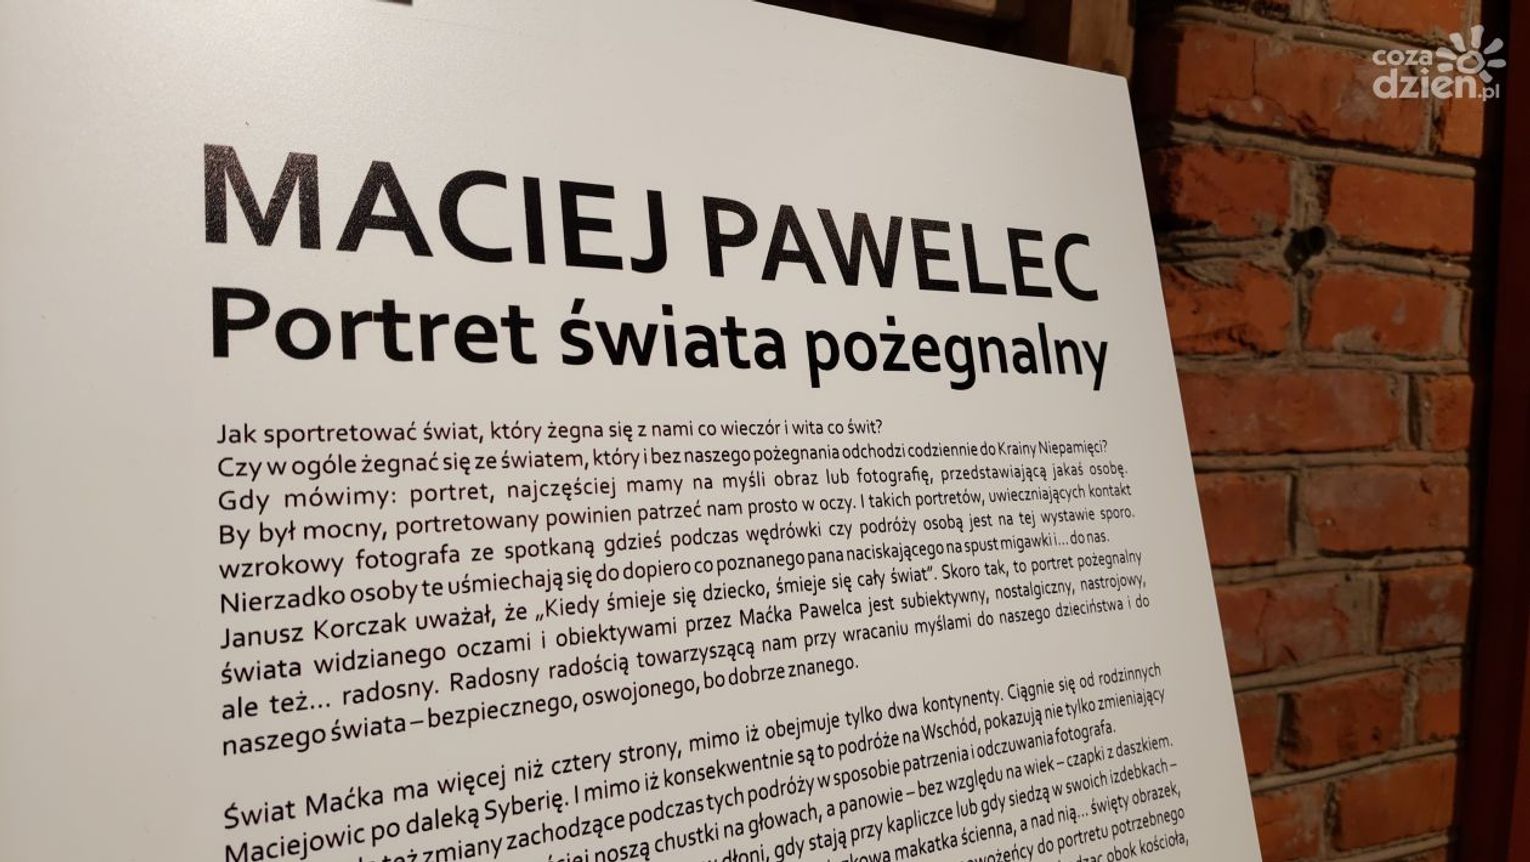 coza
dzien.pl
MACIEJ PAWELEC
Portret świata pożegnalny
Jak sportretować świat, który żegna się z nami co wieczór i wita co świt?
Czy w ogóle żegnać się ze światem, który i bez naszego pożegnania odchodzi codziennie do Krainy Niepamięci?
Gdy mówimy: portret, najczęściej mamy na myśli obraz lub fotografię, przedstawiającą jakąś osobę.
By był mocny, portretowany powinien patrzeć nam prosto w oczy. I takich portretów, uwieczniających kontakt
wzrokowy fotografa ze spotkaną gdzieś podczas wędrówki czy podróży osobą jest na tej wystawie sporo.
Nierzadko osoby te uśmiechają się do dopiero co poznanego pana naciskającego na spust migawki i... do nas.
Janusz Korczak uważał, że „Kiedy śmieje się dziecko, śmieje się cały świat”. Skoro tak, to portret pożegnalny
świata widzianego oczami i obiektywami przez Maćka Pawelca jest subiektywny, nostalgiczny, nastrojowy,
ale też... radosny. Radosny radością towarzyszącą nam przy wracaniu myślami do naszego dzieciństwa i do
naszego świata – bezpiecznego, oswojonego, bo dobrze znanego.
Świat Maćka ma więcej niż cztery strony, mimo iż obejmuje tylko dwa kontynenty. Ciągnie się od rodzinnych
Maciejowic po daleką Syberię. I mimo iż konsekwentnie są to podróże na Wschód, pokazują nie tylko zmieniający
też zmiany zachodzące podczas tych podróży w sposobie patrzenia i odczuwania fotografa.
noszą chustki na głowach, a panowie – bez względu na wiek – czapki z daszkiem.
dłoni, gdy stają przy kapliczce lub gdy siedzą w swoich izdebkach –
makatka ścienna, a nad nią... święty obrazek,
do portretu potrzebnego
obok kościoła,